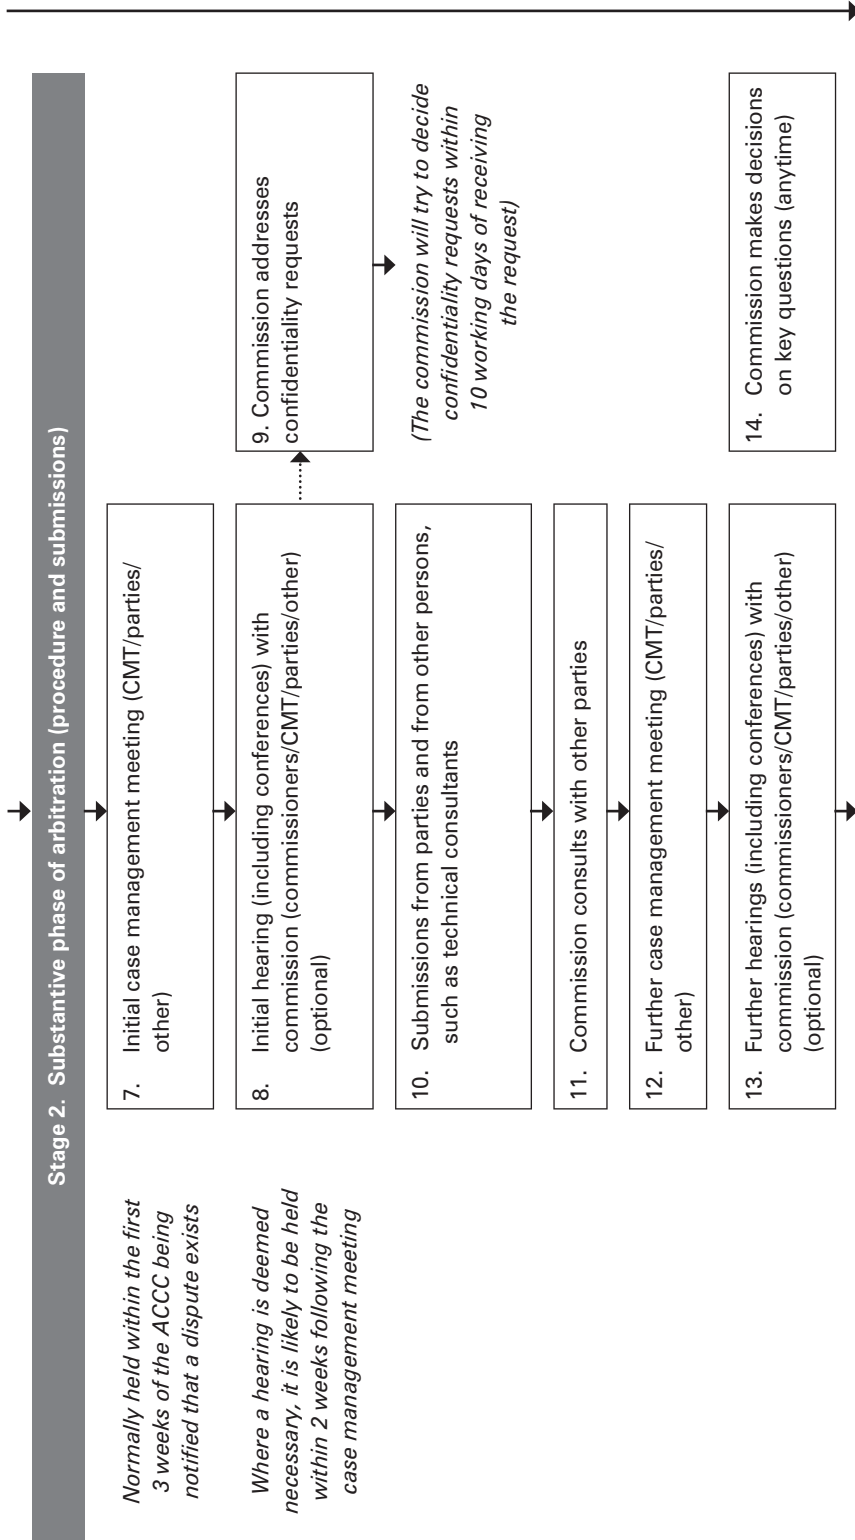 Stage 2. Substantive phase of arbitration (procedure and submissions)
Normally held within the first
3 weeks of the ACCC being
notified that a dispute exists
7. Initial case management meeting (CMT/parties/
other)
Where a hearing is deemed
necessary, it is likely to be held
within 2 weeks following the
case management meeting
8. Initial hearing (including conferences) with
commission (commissioners/CMT/parties/other)
(optional)
9. Commission addresses
confidentiality requests
(The commission will try to decide
confidentiality requests within
10 working days of receiving
the request)
10. Submissions from parties and from other persons,
such as technical consultants
11. Commission consults with other parties
12. Further case management meeting (CMT/parties/
other)
13. Further hearings (including conferences) with
commission (commissioners/CMT/parties/other)
(optional)
14. Commission makes decisions
on key questions (anytime)